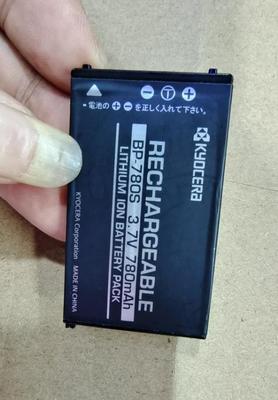 ⊖ Ⓣ ⊕
・電池の⊕⊖を正しく入れて下さい。
KYOCERA
RECHARGEABLE
BP-780S 3.7V 780mAh
LITHIUM ION BATTERY PACK
KYOCERA Corporation
MADE IN CHINA